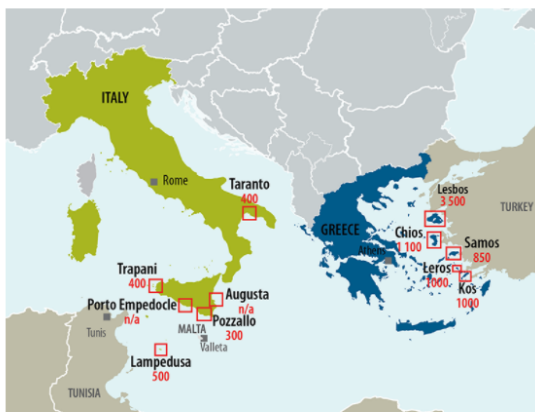 ITALY
Rome
Taranto
400
Lesbos
3 500
TURKEY
GREECE
Chios
1 100
Athens
Samos
850
Leros
1000
Kos
1000
Trapani
400
Augusta
n/a
Porto Empedocle
n/a
Pozzallo
300
MALTA
Valleta
Tunis
Lampedusa
500
TUNISIA